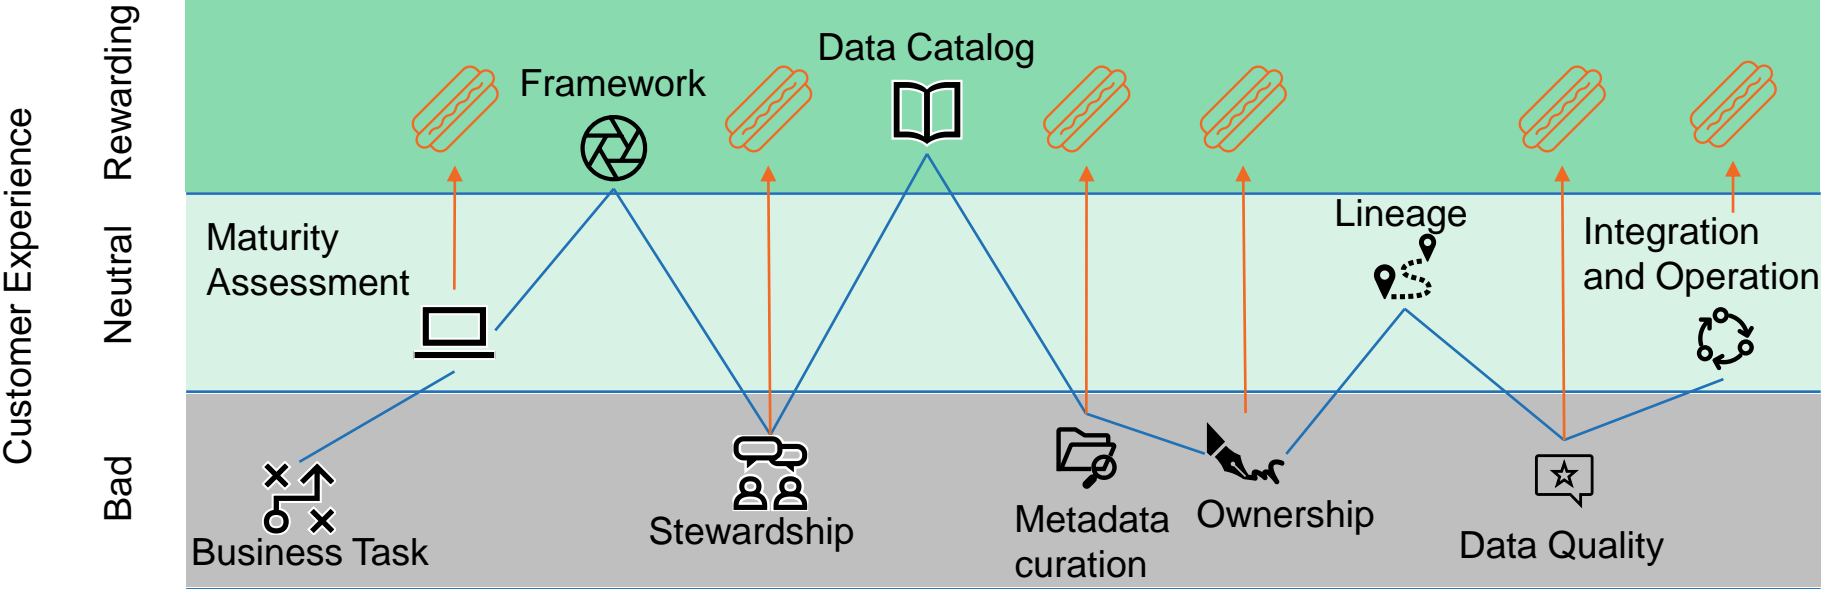 Customer Experience
Rewarding
Neutral
Bad
Data Catalog
Framework
Lineage
Maturity
Assessment
Integration
and Operation
Business Task
Stewardship
Metadata
curation
Ownership
Data Quality